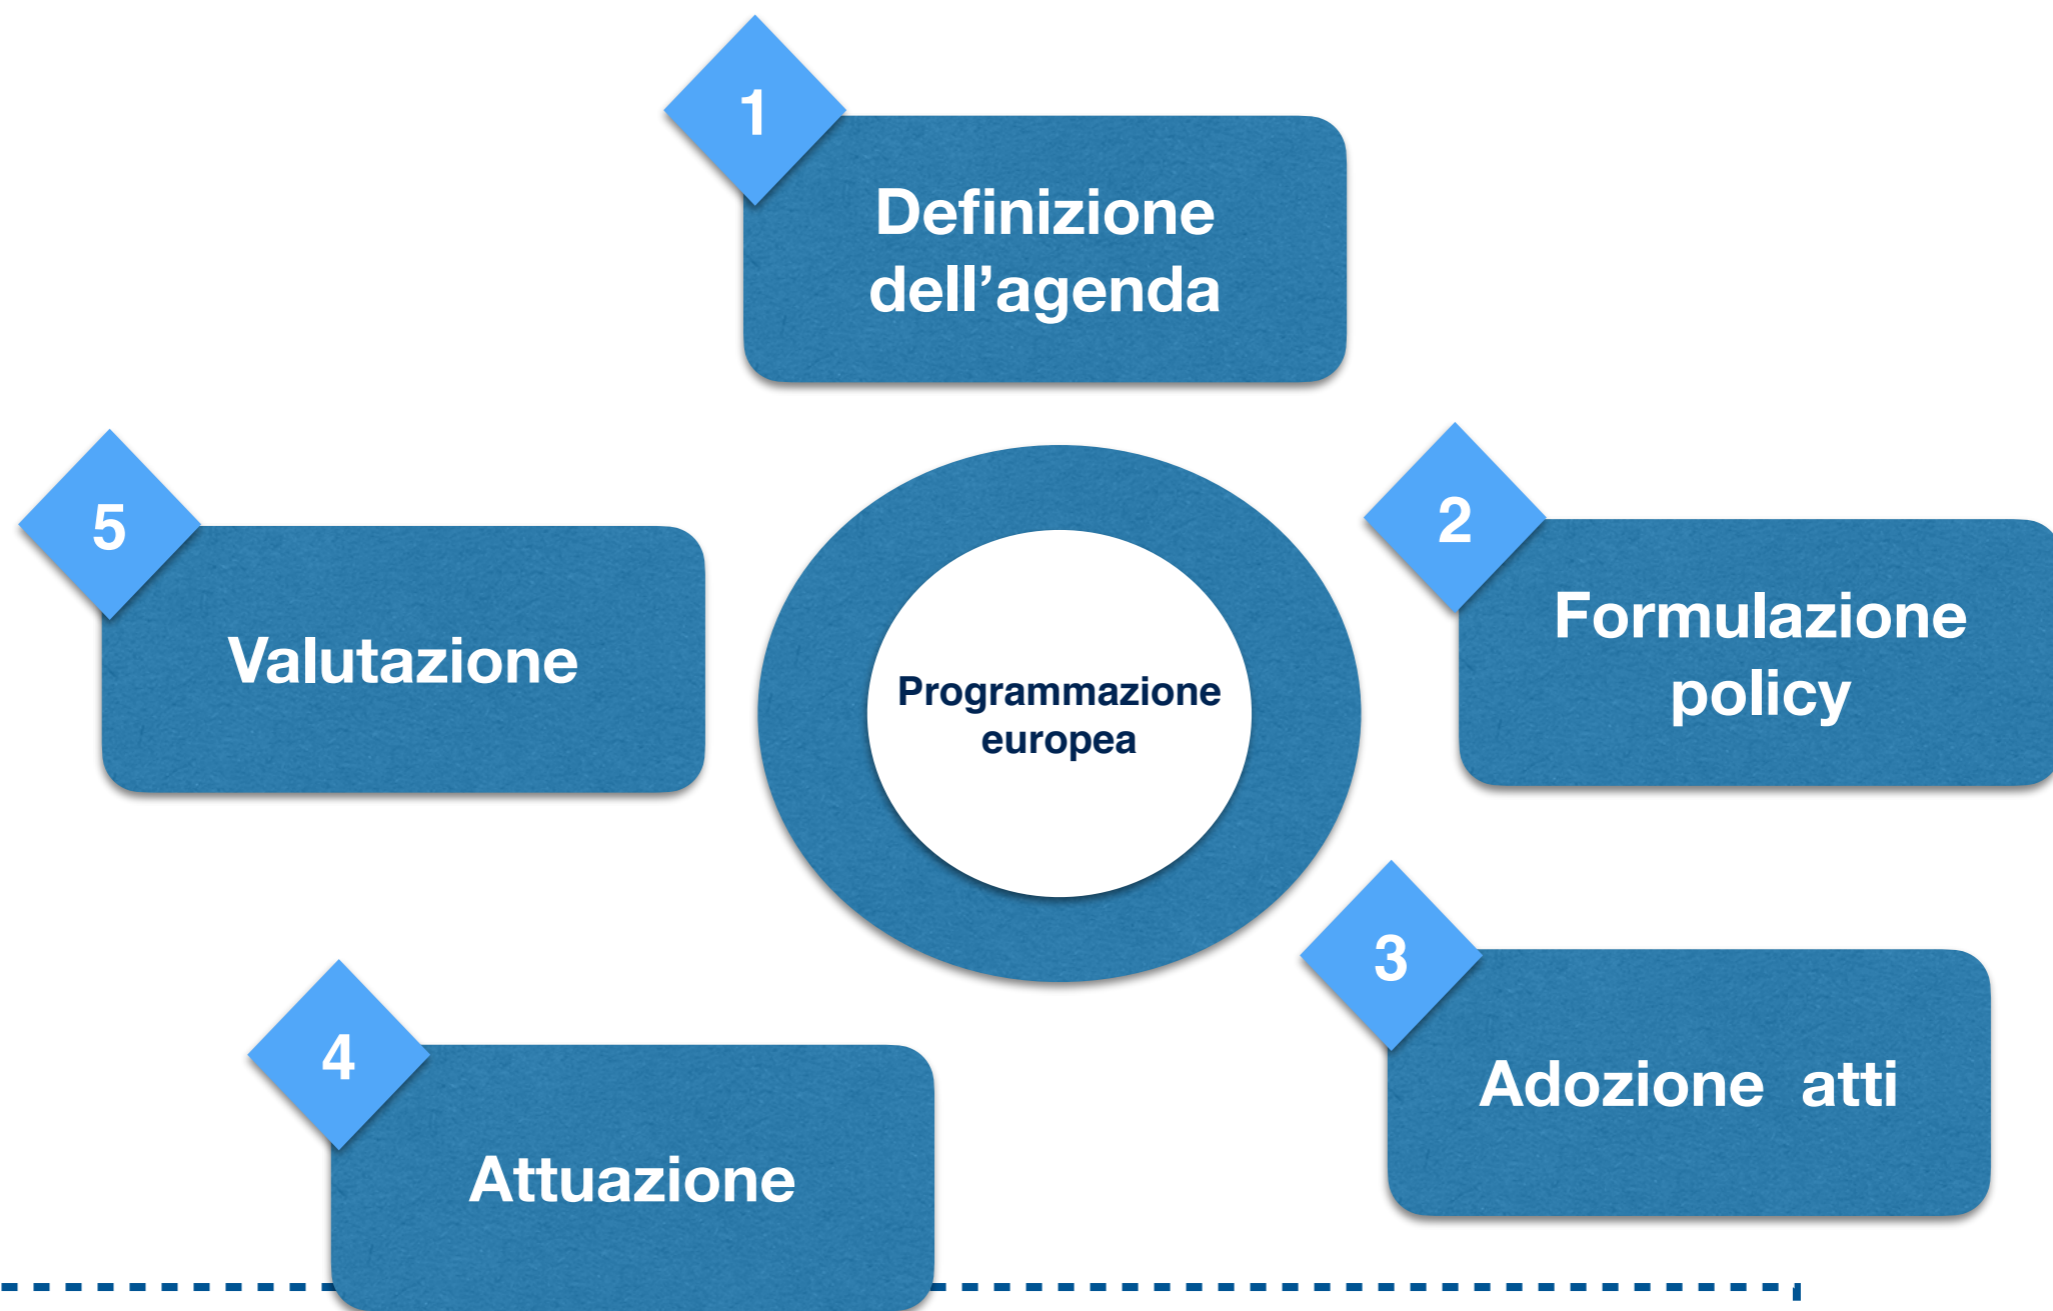 1
Definizione
dell’agenda
2
Formulazione
policy
3
Adozione atti
4
Attuazione
5
Valutazione
Programmazione
europea